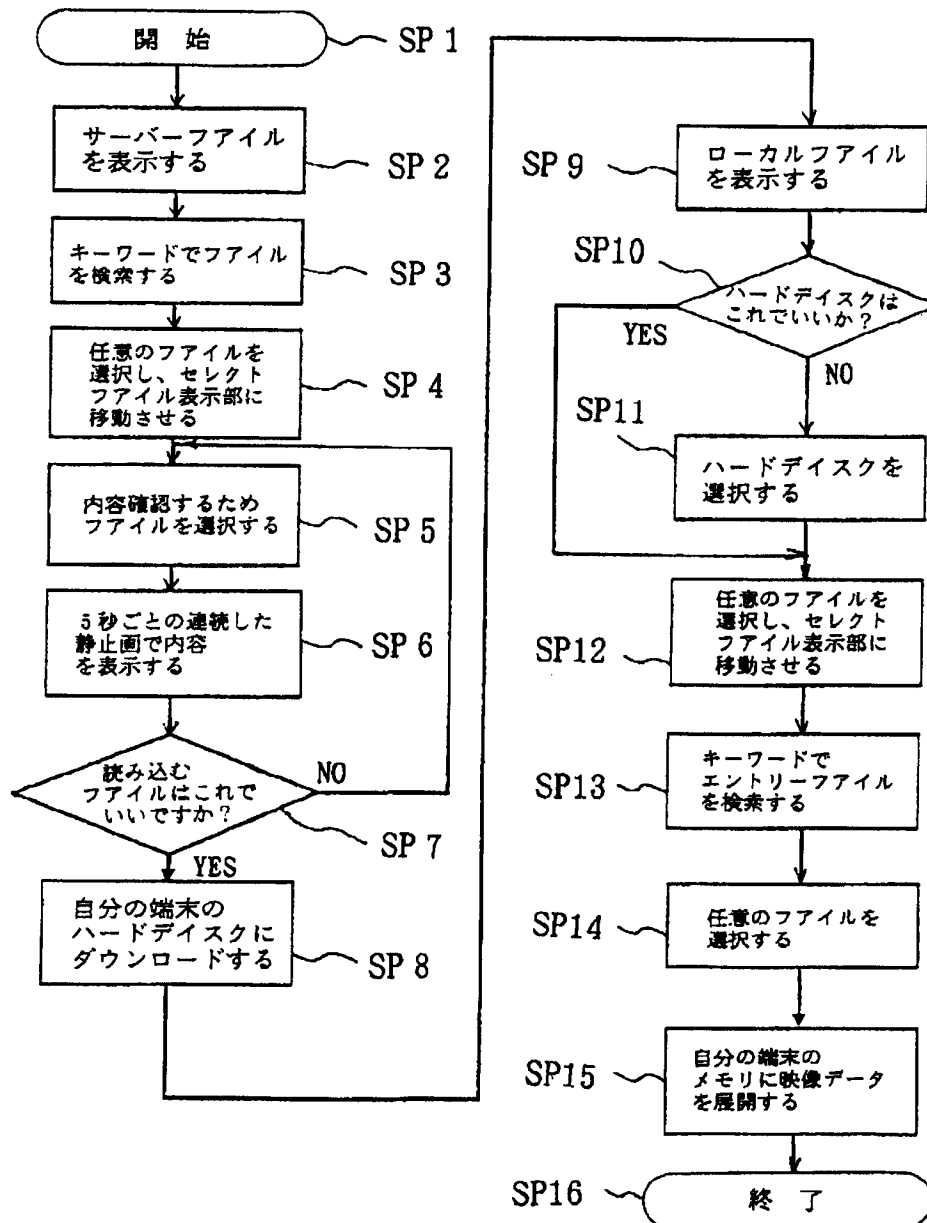 開 始
SP 1
サーバーフアイル
を表示する
SP 2
キーワードでフアイル
を検索する
SP 3
任意のフアイルを
選択し、セレクト
フアイル表示部に
移動させる
SP 4
内容確認するため
フアイルを選択する
SP 5
5秒ごとの連続した
静止画で内容
を表示する
SP 6
読み込む
フアイルはこれで
いいですか？
NO
SP 7
YES
自分の端末の
ハードデイスクに
ダウンロードする
SP 8
ローカルフアイル
を表示する
SP 9
SP10
ハードデイスクは
これでいいか？
YES
NO
SP11
ハードデイスクを
選択する
任意のフアイルを
選択し、セレクト
フアイル表示部に
移動させる
SP12
キーワードで
エントリーフアイル
を検索する
SP13
任意のフアイルを
選択する
SP14
自分の端末の
メモリに映像データ
を展開する
SP15
終 了
SP16